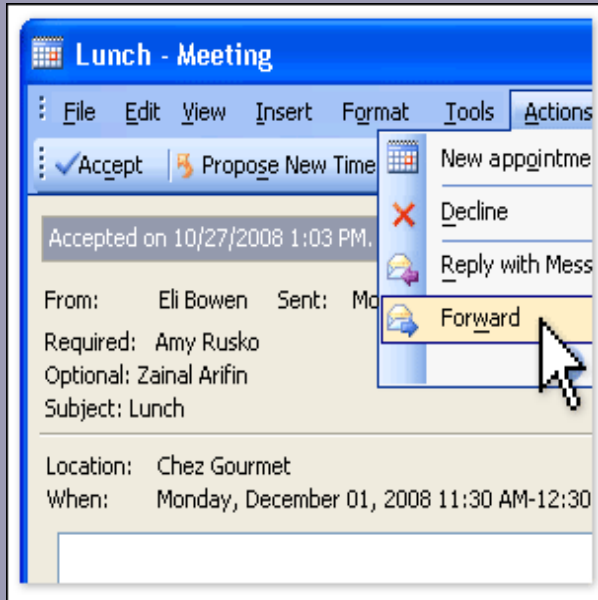 Lunch - Meeting
File Edit View Insert Format Tools Actions
Accept Propose New Time
New appointme
Decline
Accepted on 10/27/2008 1:03 PM.
Reply with Mess
From: Eli Bowen Sent: Mo
Forward
Required: Amy Rusko
Optional: Zainal Arifin
Subject: Lunch
Location: Chez Gourmet
When: Monday, December 01, 2008 11:30 AM-12:30